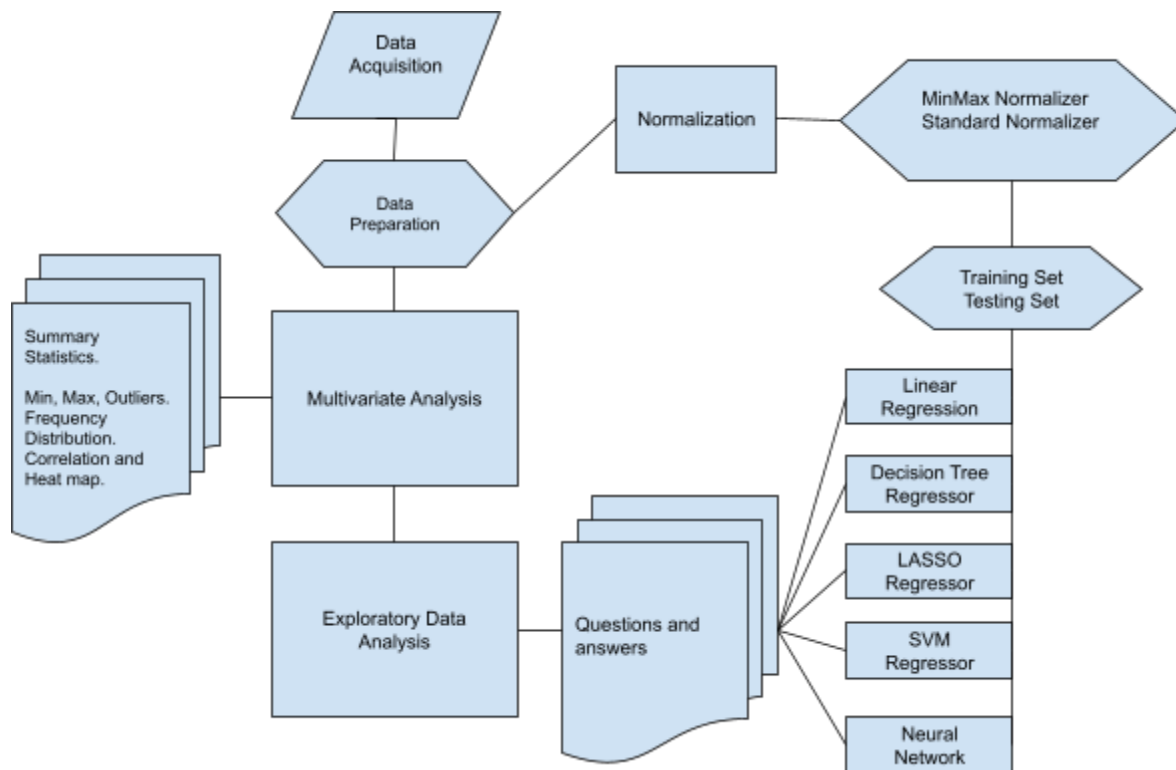 Data
Acquisition
Normalization
MinMax Normalizer
Standard Normalizer
Data
Preparation
Training Set
Testing Set
Summary
Statistics.
Min, Max, Outliers.
Frequency
Distribution.
Correlation and
Heat map.
Multivariate Analysis
Linear
Regression
Decision Tree
Regressor
LASSO
Regressor
Exploratory Data
Analysis
Questions and
answers
SVM
Regressor
Neural
Network